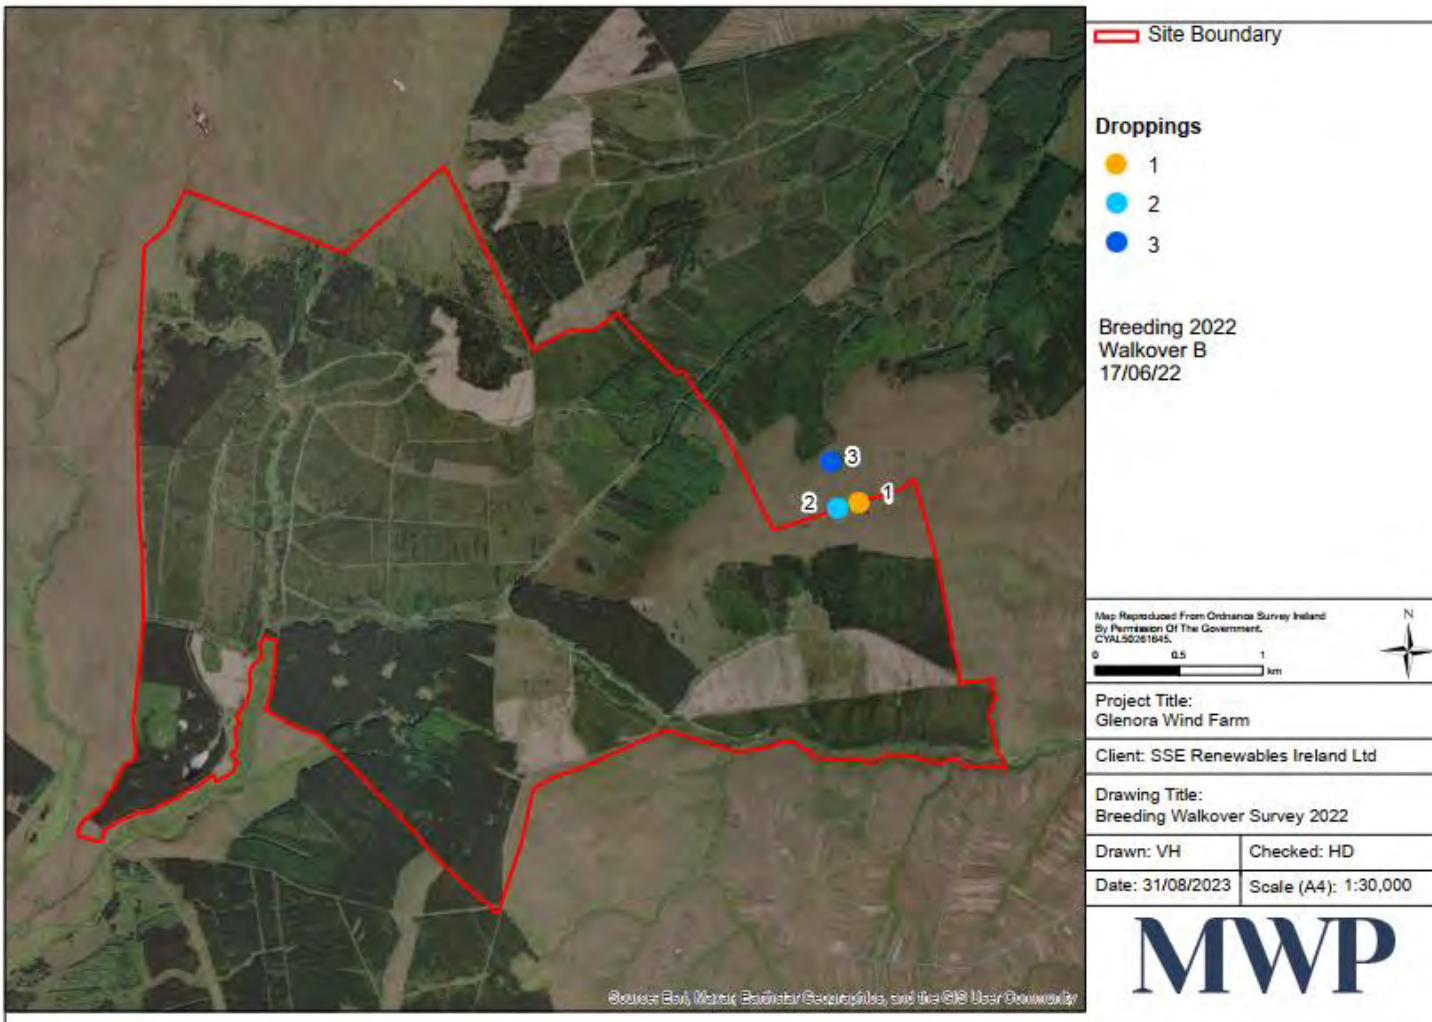 Site Boundary
Droppings
1
2
3
Breeding 2022
Walkover B
17/06/22
3
2
1
Map Reproduced From Ordnance Survey Ireland
By Permission Of The Government.
CYAL50261645.
0 0.5 1
km
N
Project Title:
Glenora Wind Farm
Client: SSE Renewables Ireland Ltd
Drawing Title:
Breeding Walkover Survey 2022
Drawn: VH Checked: HD
Date: 31/08/2023 Scale (A4): 1:30,000
MWP
Source: Esri, Maxar, Earthstar Geographics, and the GIS User Community